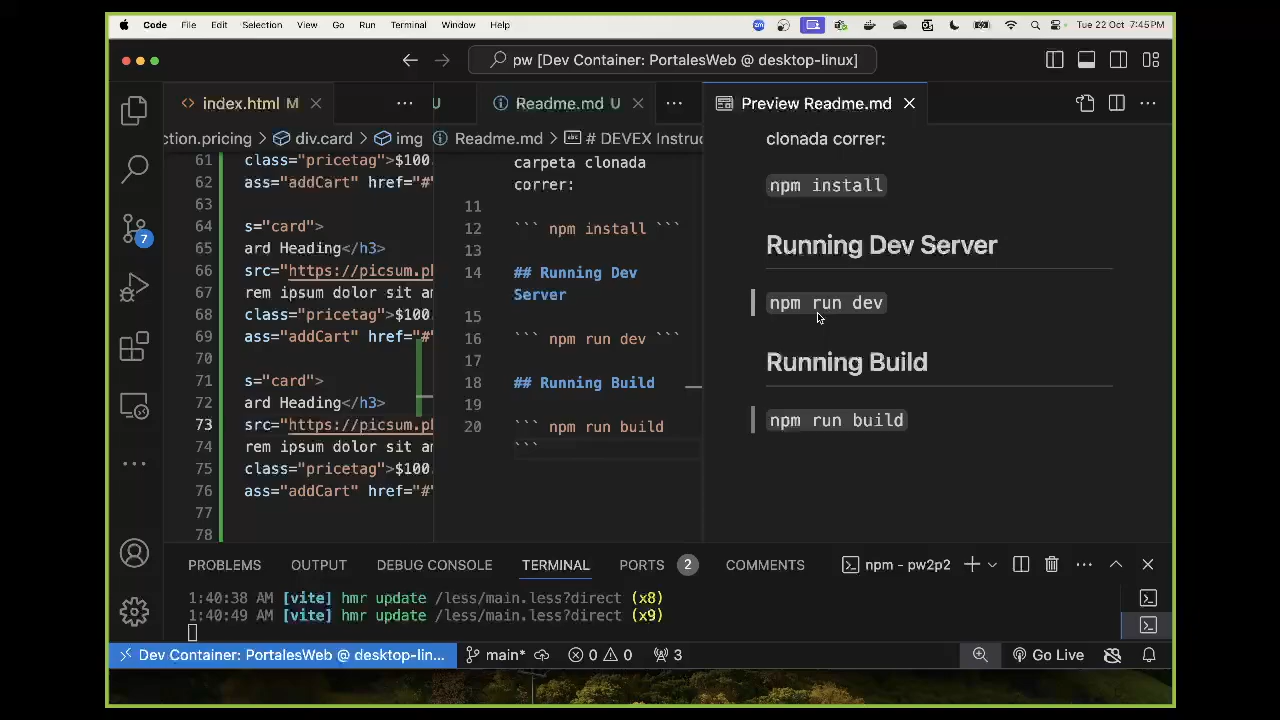 Code File Edit Selection View Go Run Terminal Window Help Tue 22 Oct 7:45 PM
pw [Dev Container: PortalesWeb @ desktop-linux]
index.html M
U
Readme.md U
Preview Readme.md
ction.pricing > div.card > img
Readme.md > # DEVEX Instruc
61 class="pricetag">$100.
62 ass="addCart" href="#"
63
64 s="card">
65 ard Heading</h3>
66 src="https://picsum.ph
67 rem ipsum dolor sit am
68 class="pricetag">$100.
69 ass="addCart" href="#"
70
71 s="card">
72 ard Heading</h3>
73 src="https://picsum.ph
74 rem ipsum dolor sit am
75 class="pricetag">$100.
76 ass="addCart" href="#"
77
78
carpeta clonada
correr:
11
12 ``` npm install ```
13
14 ## Running Dev
Server
15
16 ``` npm run dev ```
17
18 ## Running Build
19
20 ``` npm run build
```
clonada correr:
npm install
Running Dev Server
npm run dev
Running Build
npm run build
7
PROBLEMS OUTPUT DEBUG CONSOLE TERMINAL PORTS 2 COMMENTS npm - pw2p2
1:40:38 AM [vite] hmr update /less/main.less?direct (x8)
1:40:49 AM [vite] hmr update /less/main.less?direct (x9)
Dev Container: PortalesWeb @ desktop-lin... main* 0 0 3 Go Live